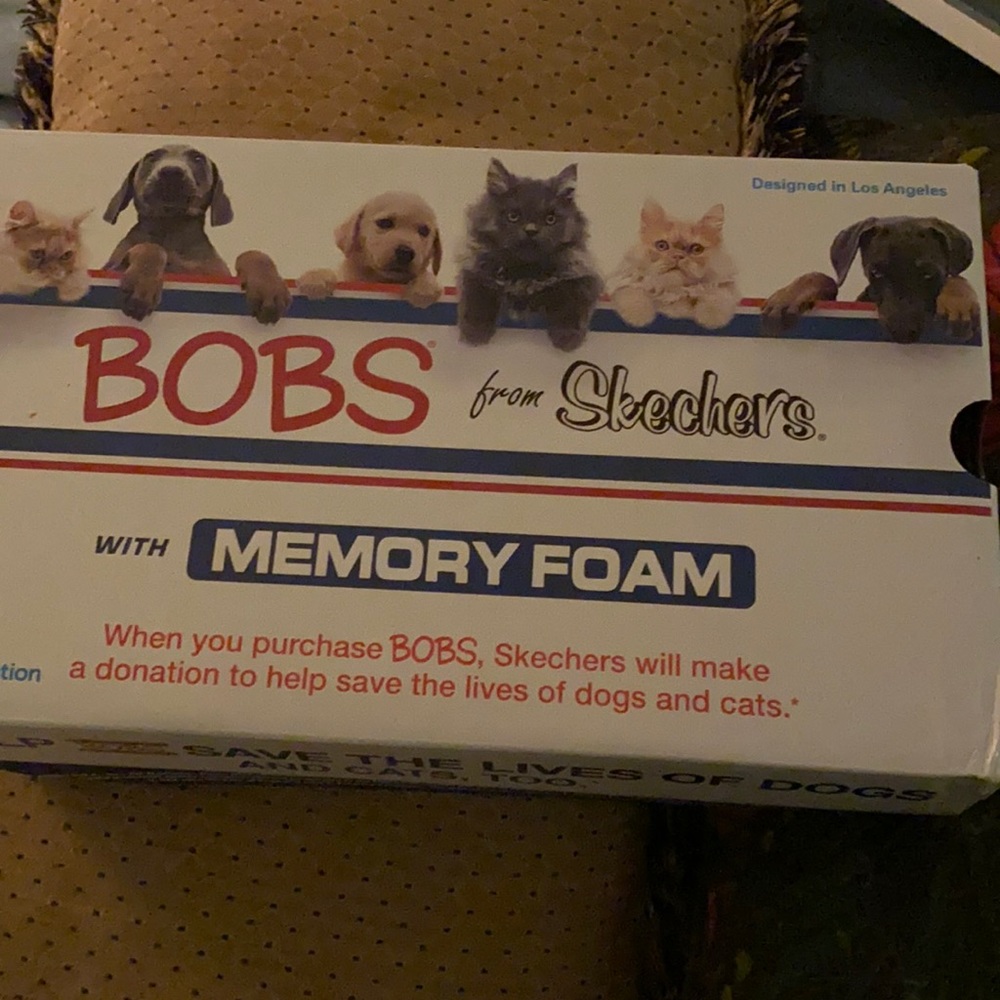 Designed in Los Angeles
BOBS® from Skechers®
WITH MEMORY FOAM
When you purchase BOBS, Skechers will make
tion a donation to help save the lives of dogs and cats.*
LP SAVE THE LIVES OF DOGS
AND CATS, TOO.